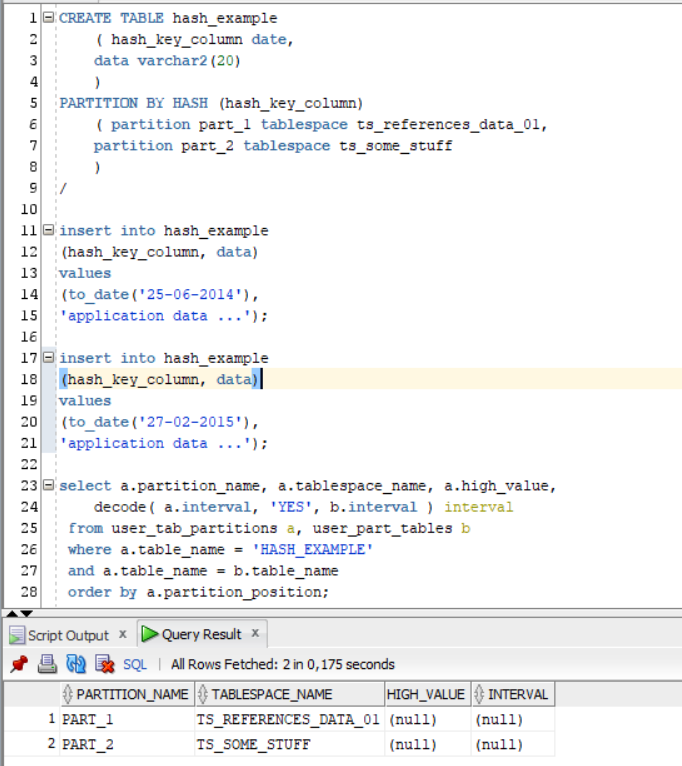 1 CREATE TABLE hash_example
2 ( hash_key_column date,
3 data varchar2(20)
4 )
5 PARTITION BY HASH (hash_key_column)
6 ( partition part_1 tablespace ts_references_data_01,
7 partition part_2 tablespace ts_some_stuff
8 )
9 /
10
11 insert into hash_example
12 (hash_key_column, data)
13 values
14 (to_date('25-06-2014'),
15 'application data ...');
16
17 insert into hash_example
18 (hash_key_column, data)
19 values
20 (to_date('27-02-2015'),
21 'application data ...');
22
23 select a.partition_name, a.tablespace_name, a.high_value,
24 decode( a.interval, 'YES', b.interval ) interval
25 from user_tab_partitions a, user_part_tables b
26 where a.table_name = 'HASH_EXAMPLE'
27 and a.table_name = b.table_name
28 order by a.partition_position;
Script Output x Query Result x
SQL | All Rows Fetched: 2 in 0,175 seconds
PARTITION_NAME TABLESPACE_NAME HIGH_VALUE INTERVAL
1 PART_1 TS_REFERENCES_DATA_01 (null) (null)
2 PART_2 TS_SOME_STUFF (null) (null)